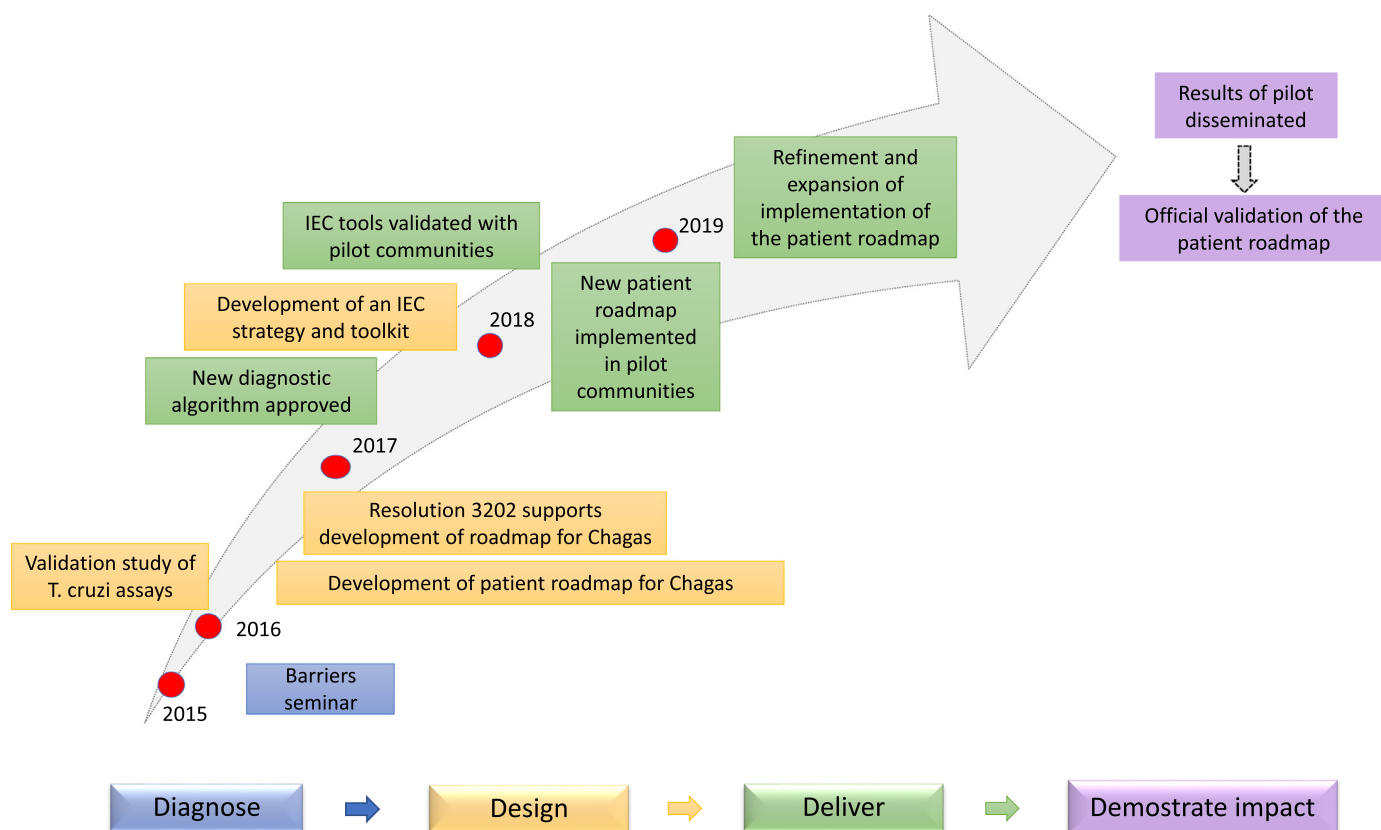 Results of pilot
disseminated
Official validation of the
patient roadmap
Refinement and
expansion of
implementation of
the patient roadmap
2019
IEC tools validated with
pilot communities
New patient
roadmap
implemented
in pilot
communities
Development of an IEC
strategy and toolkit
2018
New diagnostic
algorithm approved
2017
Resolution 3202 supports
development of roadmap for Chagas
Validation study of
T. cruzi assays
Development of patient roadmap for Chagas
2016
Barriers
seminar
2015
Diagnose
Design
Deliver
Demostrate impact